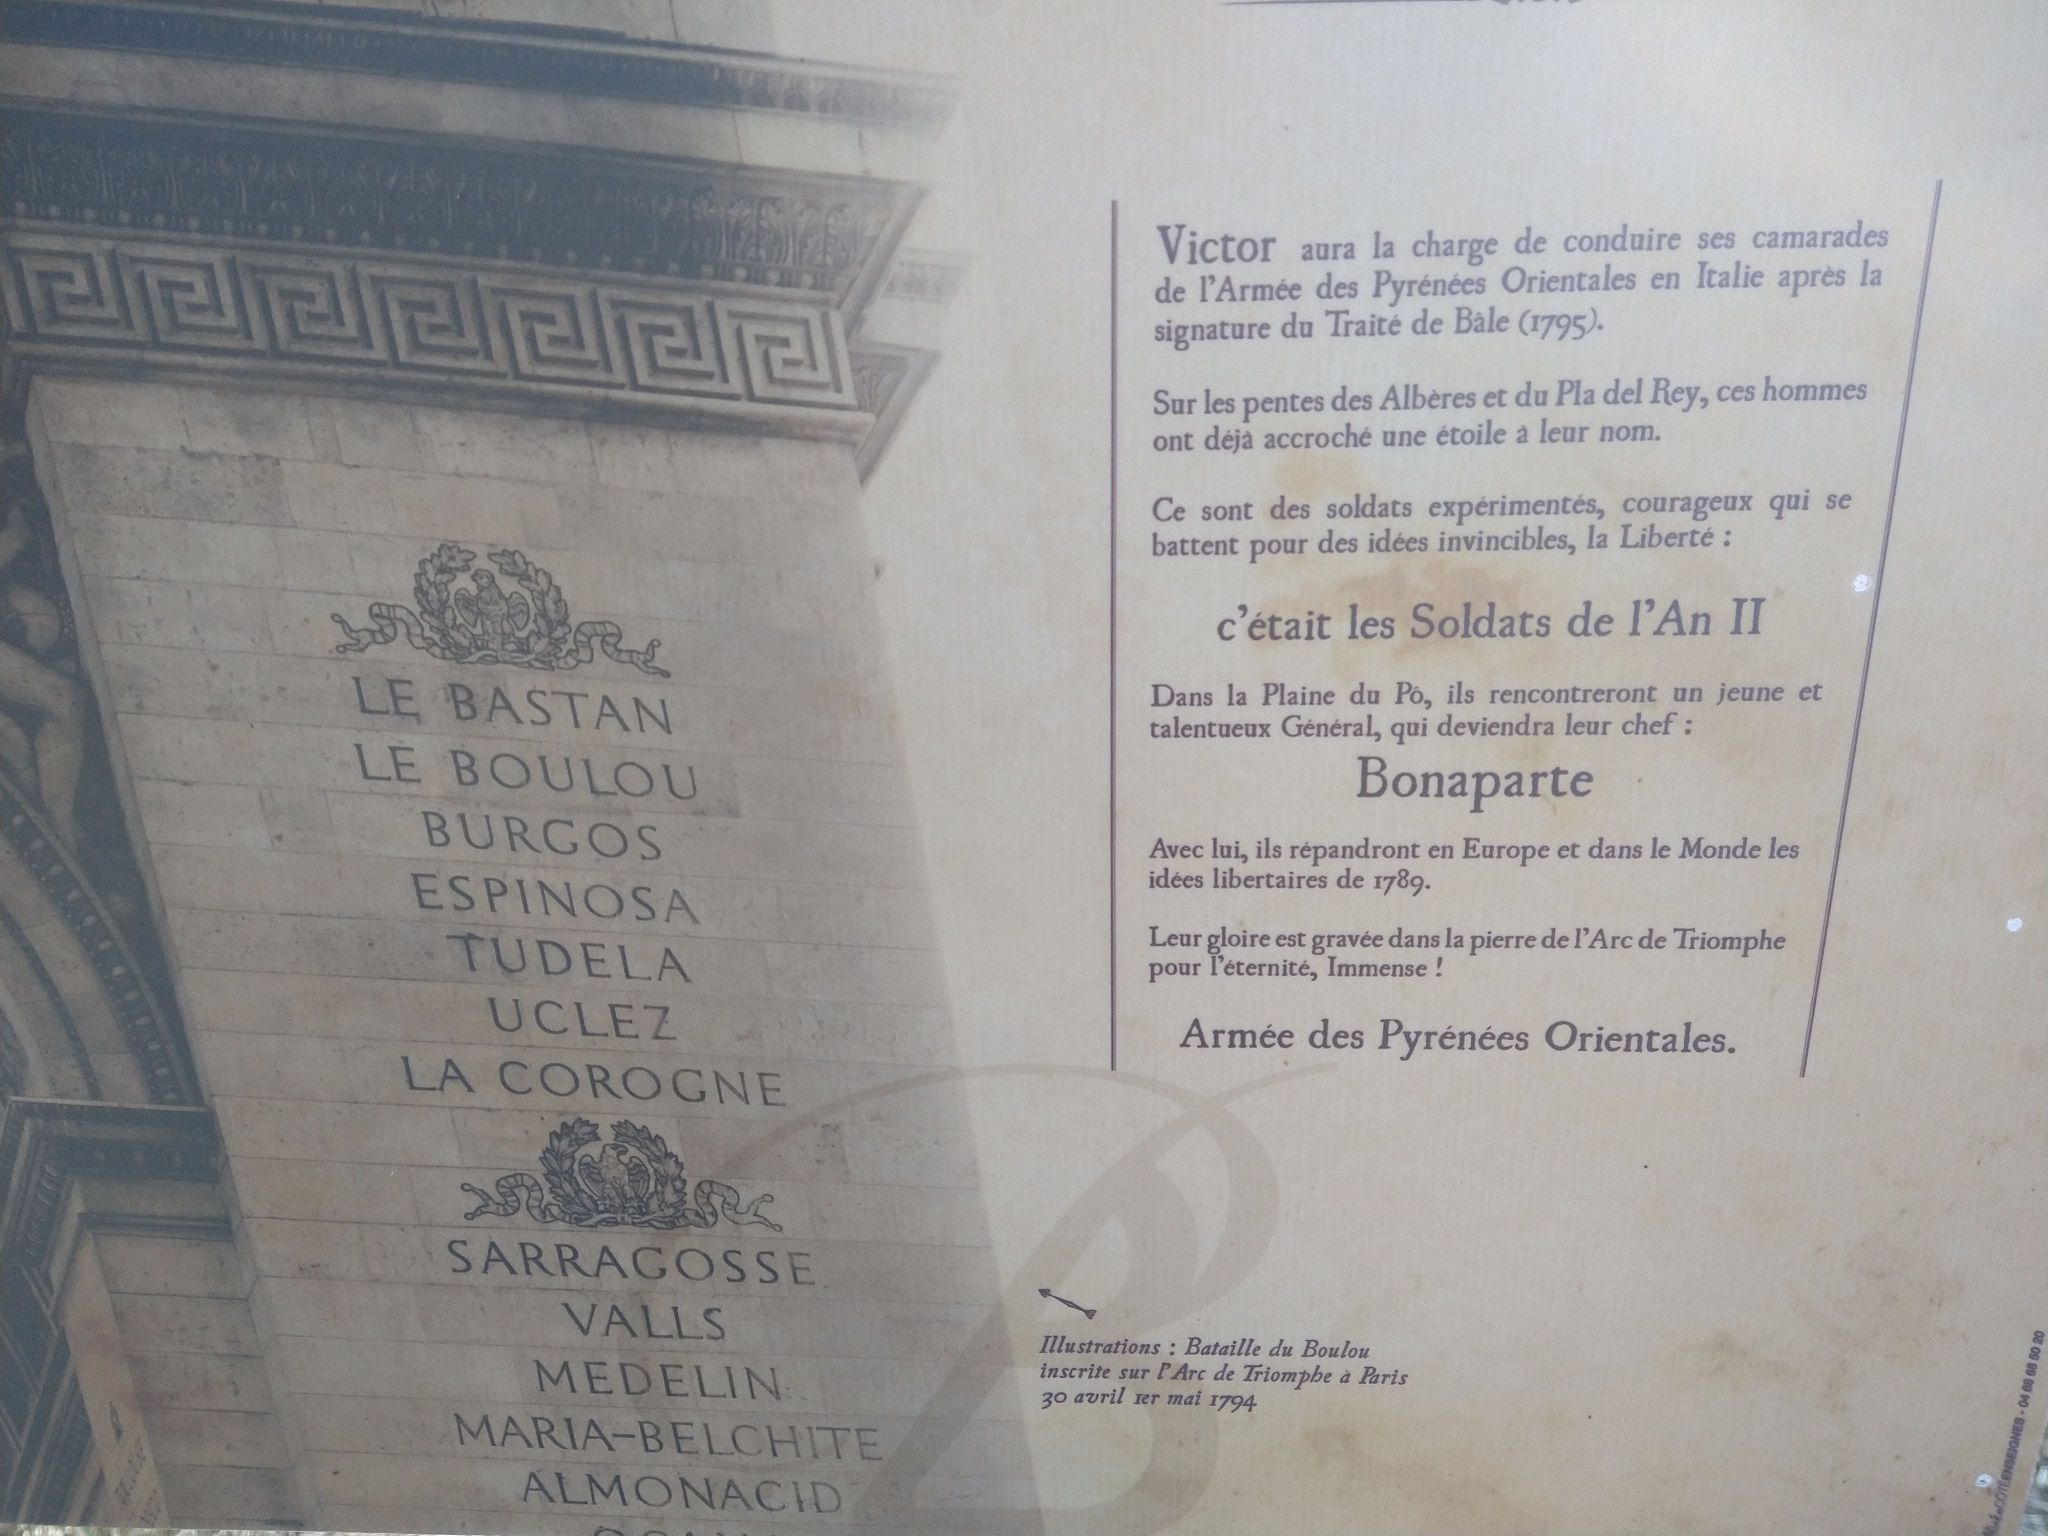 LE BASTAN
LE BOULOU
BURGOS
ESPINOSA
TUDELA
UCLEZ
LA COROGNE
SARRAGOSSE
VALLS
MEDELIN
MARIA-BELCHITE
ALMONACID
Victor aura la charge de conduire ses camarades
de l'Armée des Pyrénées Orientales en Italie après la
signature du Traité de Bâle (1795).
Sur les pentes des Albères et du Pla del Rey, ces hommes
ont déjà accroché une étoile à leur nom.
Ce sont des soldats expérimentés, courageux qui se
battent pour des idées invincibles, la Liberté :
c'était les Soldats de l'An II
Dans la Plaine du Pô, ils rencontreront un jeune et
talentueux Général, qui deviendra leur chef :
Bonaparte
Avec lui, ils répandront en Europe et dans le Monde les
idées libertaires de 1789.
Leur gloire est gravée dans la pierre de l'Arc de Triomphe
pour l'éternité, Immense !
Armée des Pyrénées Orientales.
Illustrations : Bataille du Boulou
inscrite sur l'Arc de Triomphe à Paris
30 avril 1er mai 1794